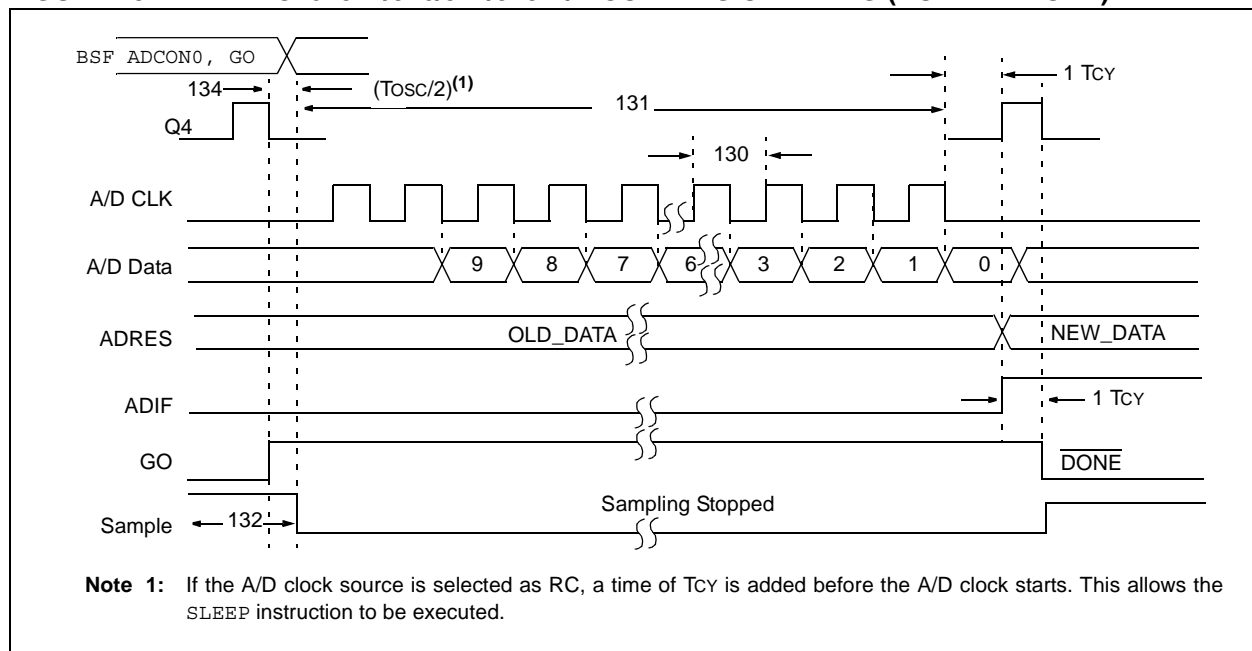 BSF ADCON0, GO
134
(TOSC/2)(1)
131
1 TCY
Q4
130
A/D CLK
A/D Data
9 8 7 6 3 2 1 0
ADRES
OLD_DATA
NEW_DATA
ADIF
1 TCY
GO
DONE
Sample
132
Sampling Stopped
Note 1: If the A/D clock source is selected as RC, a time of TCY is added before the A/D clock starts. This allows the
SLEEP instruction to be executed.